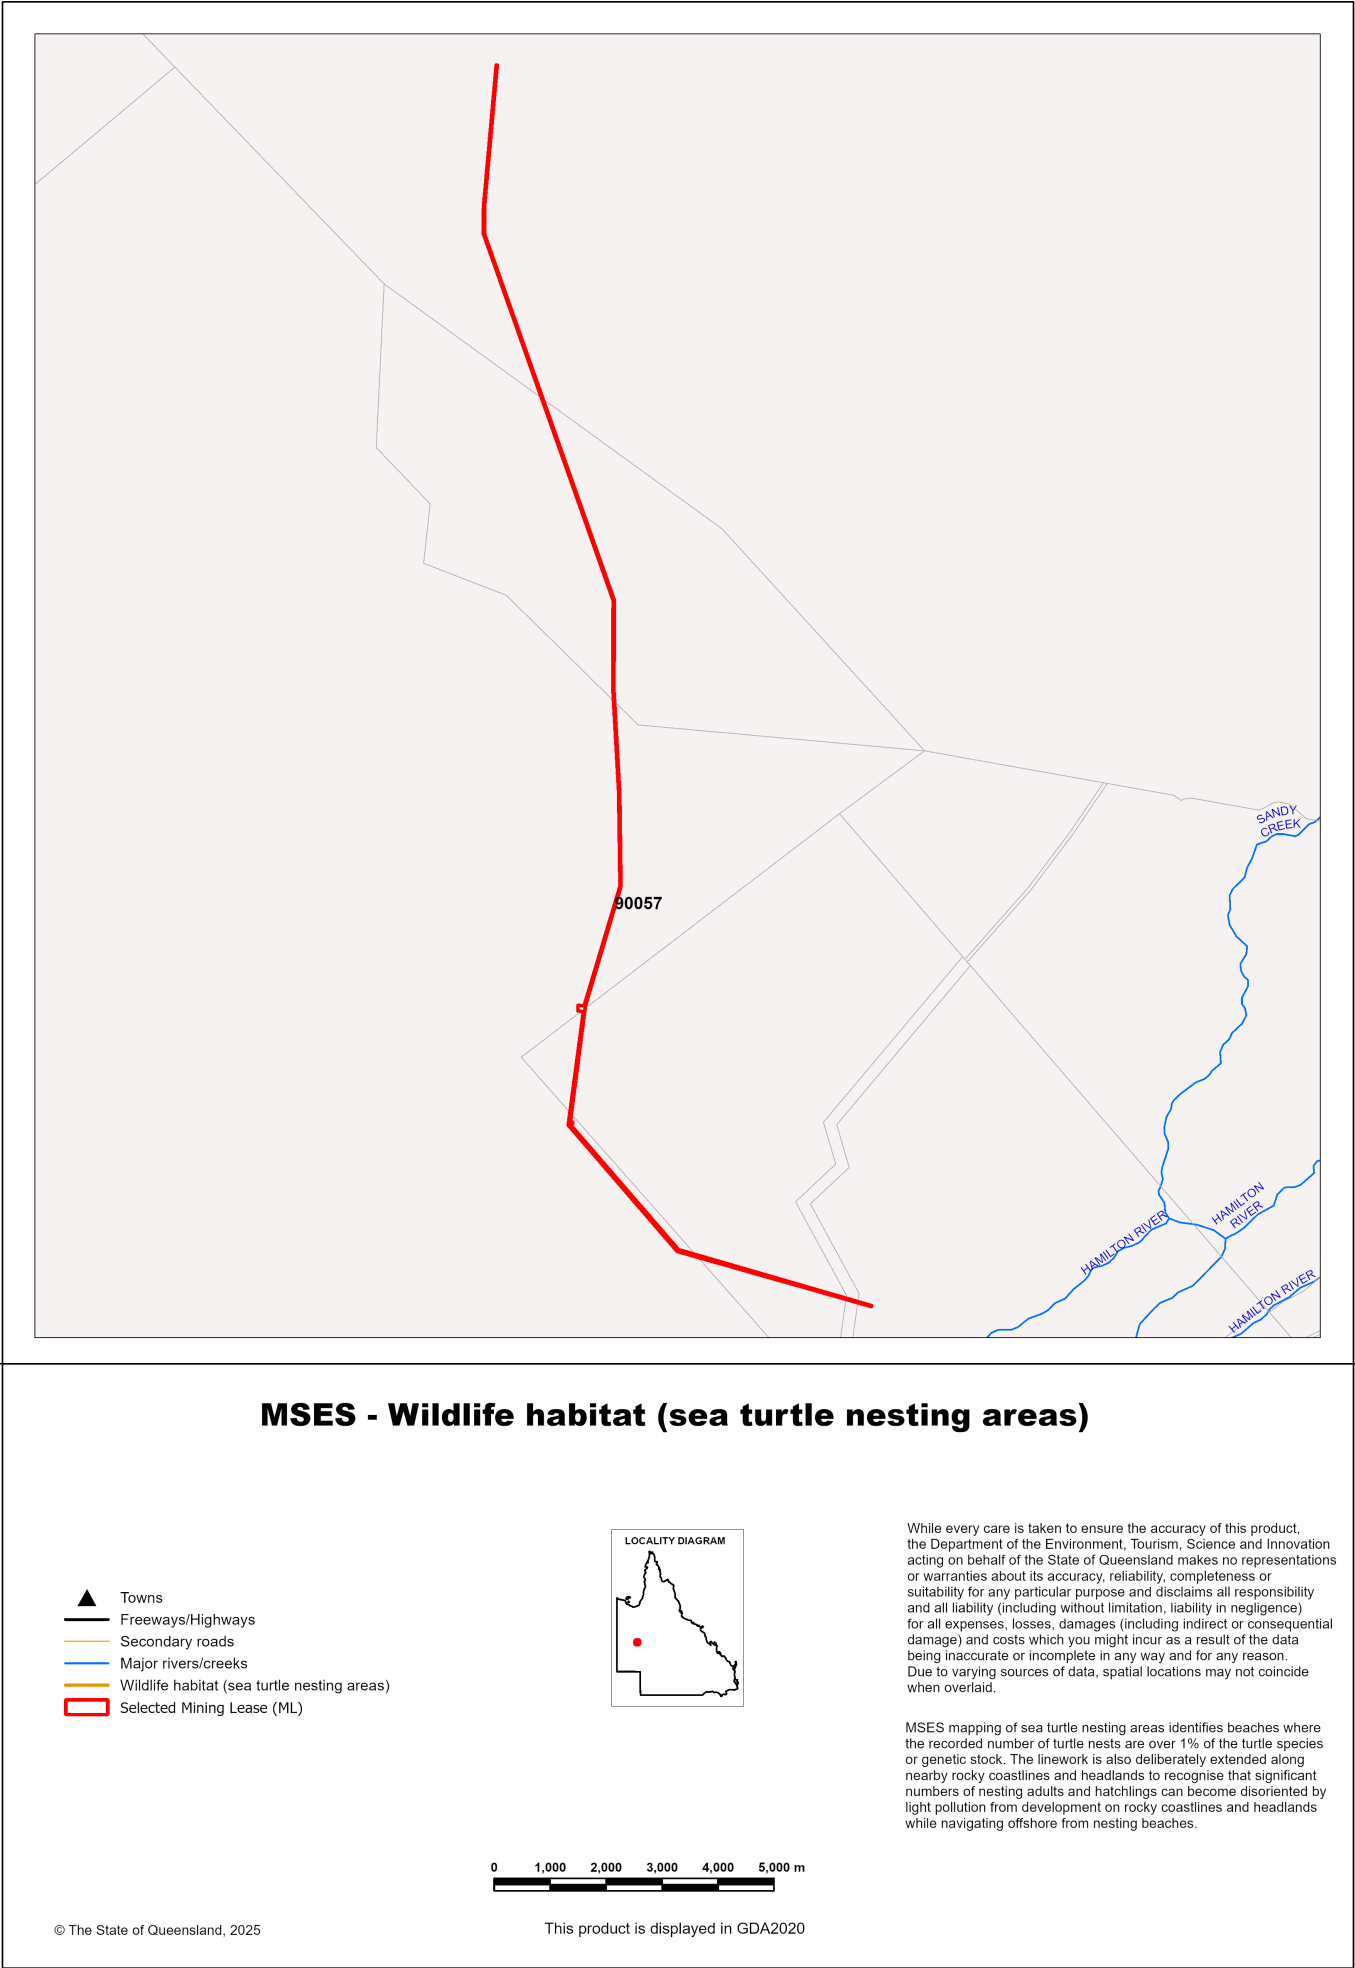 SANDY
CREEK
90057
HAMILTON
RIVER
HAMILTON RIVER
HAMILTON RIVER
MSES - Wildlife habitat (sea turtle nesting areas)
Towns
Freeways/Highways
Secondary roads
Major rivers/creeks
Wildlife habitat (sea turtle nesting areas)
Selected Mining Lease (ML)
LOCALITY DIAGRAM
While every care is taken to ensure the accuracy of this product,
the Department of the Environment, Tourism, Science and Innovation
acting on behalf of the State of Queensland makes no representations
or warranties about its accuracy, reliability, completeness or
suitability for any particular purpose and disclaims all responsibility
and all liability (including without limitation, liability in negligence)
for all expenses, losses, damages (including indirect or consequential
damage) and costs which you might incur as a result of the data
being inaccurate or incomplete in any way and for any reason.
Due to varying sources of data, spatial locations may not coincide
when overlaid.
MSES mapping of sea turtle nesting areas identifies beaches where
the recorded number of turtle nests are over 1% of the turtle species
or genetic stock. The linework is also deliberately extended along
nearby rocky coastlines and headlands to recognise that significant
numbers of nesting adults and hatchlings can become disoriented by
light pollution from development on rocky coastlines and headlands
while navigating offshore from nesting beaches.
0 1,000 2,000 3,000 4,000 5,000 m
© The State of Queensland, 2025
This product is displayed in GDA2020